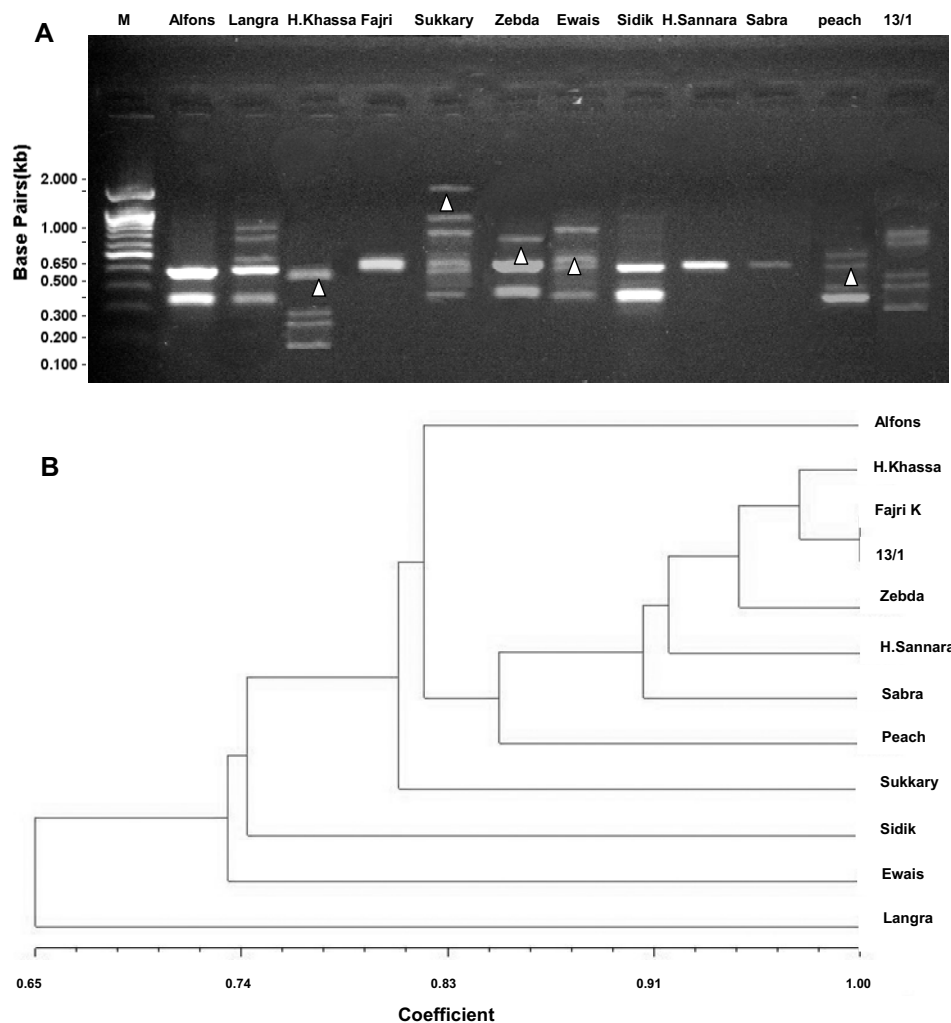 A
M Alfons Langra H.Khassa Fajri Sukkary Zebda Ewais Sidik H.Sannara Sabra peach 13/1
Base Pairs(kb)
2.000
1.000
0.650
0.500
0.300
0.200
0.100
B
Alfons
H.Khassa
Fajri K
13/1
Zebda
H.Sannara
Sabra
Peach
Sukkary
Sidik
Ewais
Langra
0.65 0.74 0.83 0.91 1.00
Coefficient